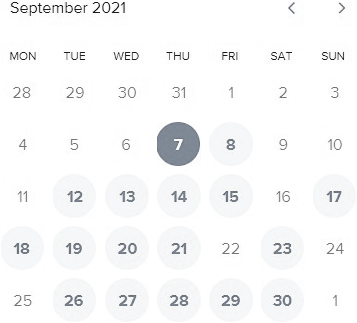 September 2021
MON TUE WED THU FRI SAT SUN
28 29 30 31 1 2 3
4 5 6 7 8 9 10
11 12 13 14 15 16 17
18 19 20 21 22 23 24
25 26 27 28 29 30 1